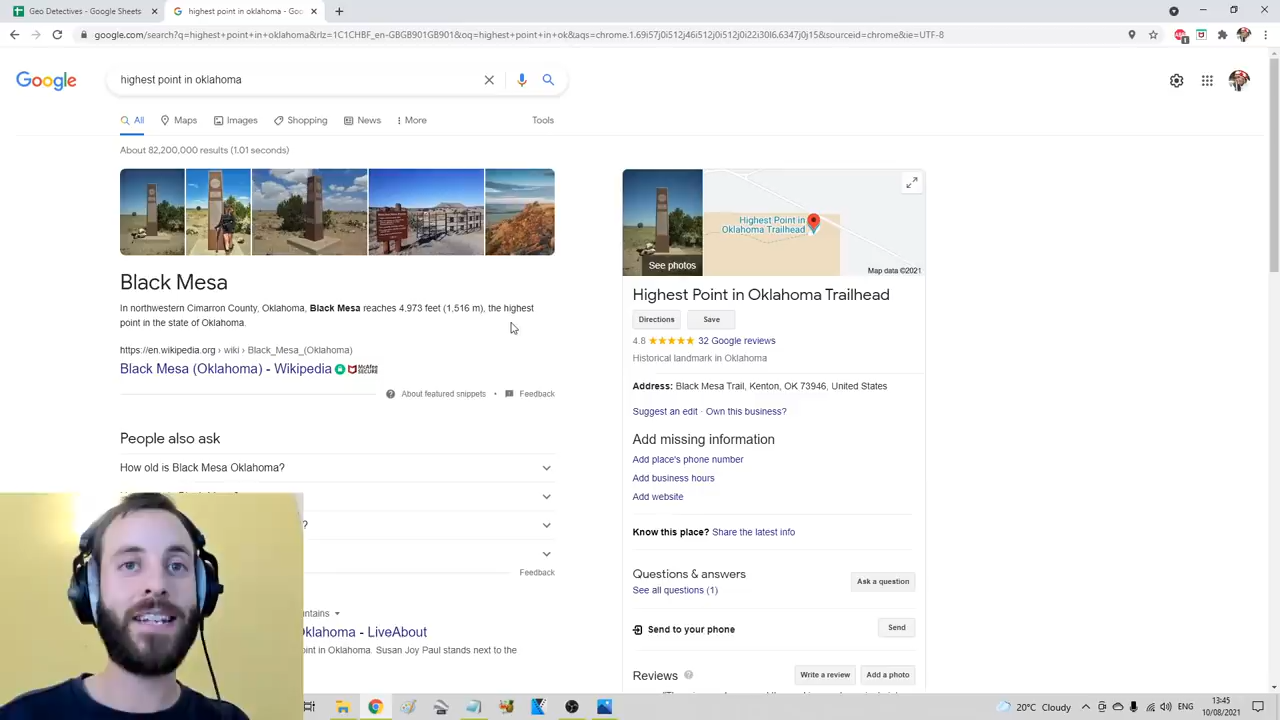 Geo Detectives - Google Sheets
google highest point in oklahoma - Goo
google.com/search?q=highest+point+in+oklahoma&rlz=1C1CHBF_en-GBGB901GB901&oq=highest+point+in+ok&aqs=chrome.1.69i57j0i512j46i512j0i512j0i22i30l6.6347j0j15&sourceid=chrome&ie=UTF-8
Google
highest point in oklahoma
All
Maps
Images
Shopping
News
More
Tools
About 82,200,000 results (1.01 seconds)
Black Mesa
In northwestern Cimarron County, Oklahoma, Black Mesa reaches 4.973 feet (1,516 m), the highest
point in the state of Oklahoma.
https://en.wikipedia.org › wiki › Black_Mesa_(Oklahoma)
Black Mesa (Oklahoma) - Wikipedia
McAfee
SECURE
About featured snippets • Feedback
People also ask
How old is Black Mesa Oklahoma?
?
Feedback
ntains
Oklahoma - LiveAbout
oint in Oklahoma. Susan Joy Paul stands next to the
See photos
Highest Point in
Oklahoma Trailhead
Map data ©2021
Highest Point in Oklahoma Trailhead
Directions
Save
4.8
32 Google reviews
Historical landmark in Oklahoma
Address: Black Mesa Trail, Kenton, OK 73946, United States
Suggest an edit · Own this business?
Add missing information
Add place's phone number
Add business hours
Add website
Know this place? Share the latest info
Questions & answers
See all questions (1)
Ask a question
Send to your phone
Send
Reviews
Write a review
Add a photo
20°C Cloudy
ENG
13:45
10/08/2021